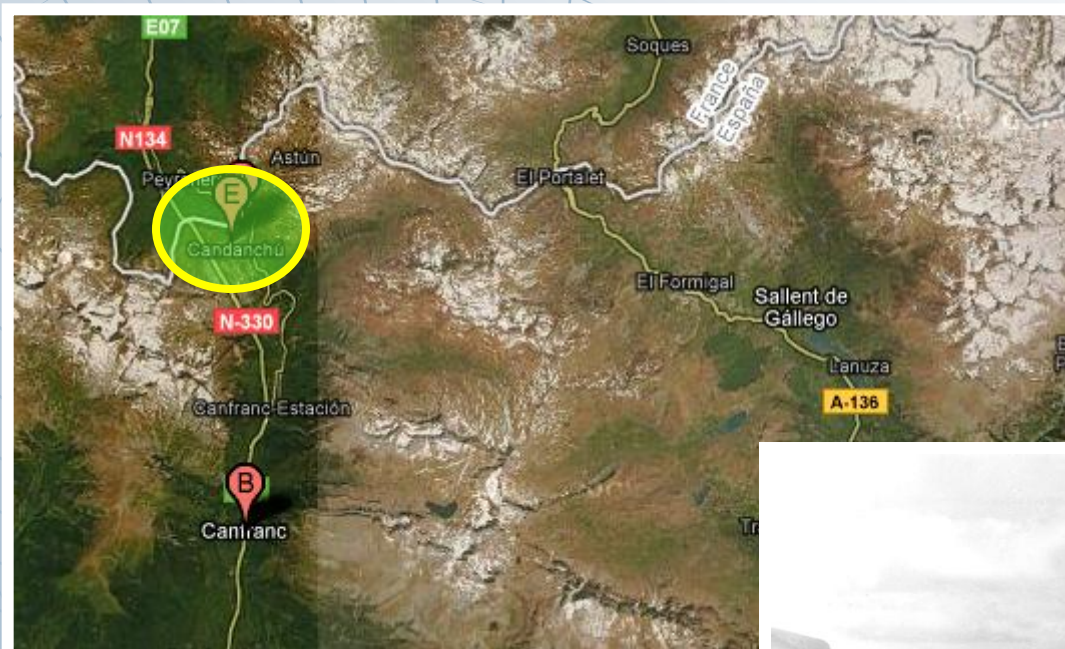 E07
Soques
France
España
N134
Astún
E
El Portalet
Candanchú
El Formigal
Sallent de
Gállego
N-330
Lanuza
A-136
Canfranc-Estación
B
Canfranc